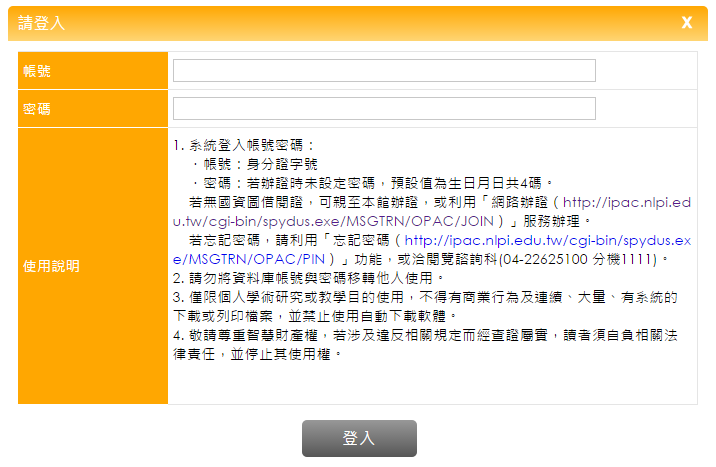 請登入 X
帳號
密碼
使用說明
1. 系統登入帳號密碼：
．帳號：身分證字號
．密碼：若辦證時未設定密碼，預設值為生日月日共4碼。
若無國資圖借閱證，可親至本館辦證，或利用「網路辦證（http://ipac.nlpi.ed
u.tw/cgi-bin/spydus.exe/MSGTRN/OPAC/JOIN）」服務辦理。
若忘記密碼，請利用「忘記密碼（http://ipac.nlpi.edu.tw/cgi-bin/spydus.ex
e/MSGTRN/OPAC/PIN）」功能，或洽閱覽諮詢科(04-22625100 分機1111)。
2. 請勿將資料庫帳號與密碼移轉他人使用。
3. 僅限個人學術研究或教學目的使用，不得有商業行為及連續、大量、有系統的
下載或列印檔案，並禁止使用自動下載軟體。
4. 敬請尊重智慧財產權，若涉及違反相關規定而經查證屬實，讀者須自負相關法
律責任，並停止其使用權。
登入